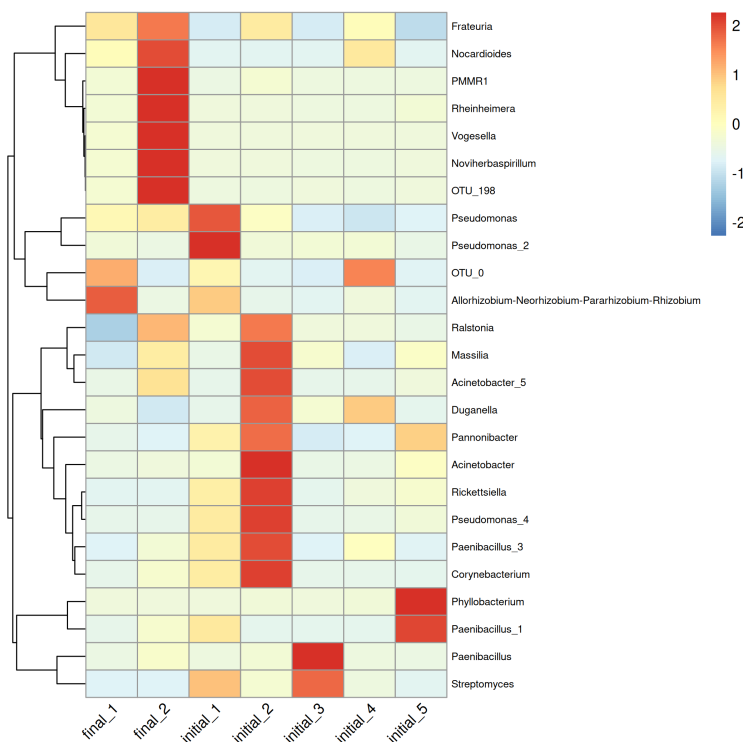 Frateuria
Nocardioides
PMMR1
Rheinheimera
Vogesella
Noviherbaspirillum
OTU_198
Pseudomonas
Pseudomonas_2
OTU_0
Allorhizobium-Neorhizobium-Pararhizobium-Rhizobium
Ralstonia
Massilia
Acinetobacter_5
Duganella
Pannonibacter
Acinetobacter
Rickettsiella
Pseudomonas_4
Paenibacillus_3
Corynebacterium
Phyllobacterium
Paenibacillus_1
Paenibacillus
Streptomyces
2
1
0
-1
-2
final_1
final_2
initial_1
initial_2
initial_3
initial_4
initial_5